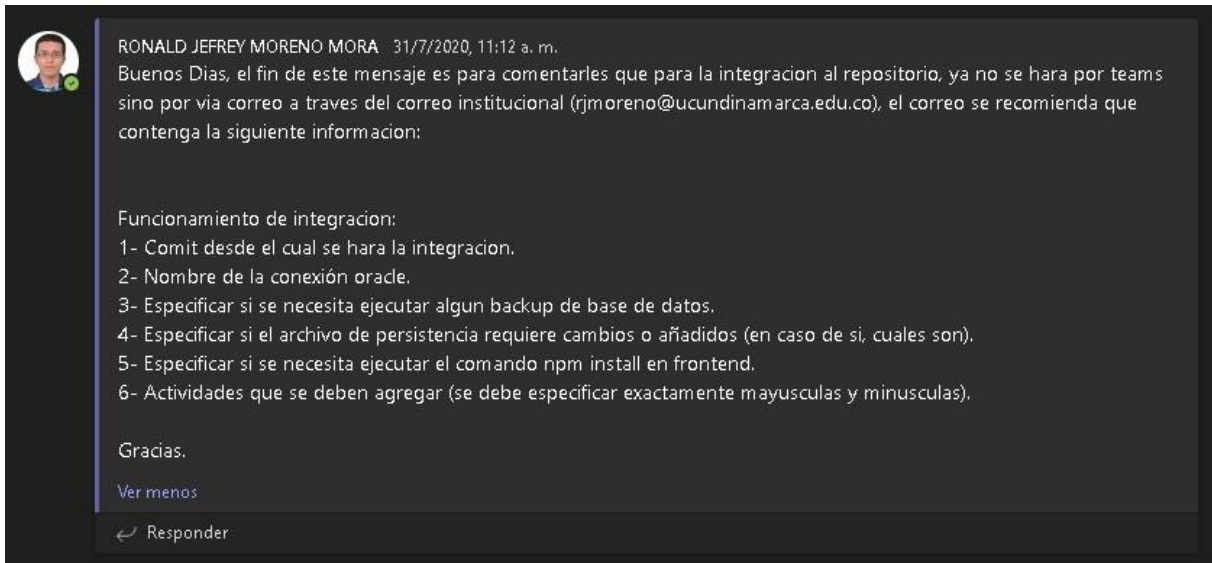 RONALD JEFREY MORENO MORA 31/7/2020, 11:12 a. m.
Buenos Dias, el fin de este mensaje es para comentarles que para la integracion al repositorio, ya no se hara por teams
sino por via correo a traves del correo institucional (rjmoreno@ucundinamarca.edu.co), el correo se recomienda que
contenga la siguiente informacion:
Funcionamiento de integracion:
1- Comit desde el cual se hara la integracion.
2- Nombre de la conexión oracle.
3- Especificar si se necesita ejecutar algun backup de base de datos.
4- Especificar si el archivo de persistencia requiere cambios o añadidos (en caso de si, cuales son).
5- Especificar si se necesita ejecutar el comando npm install en frontend.
6- Actividades que se deben agregar (se debe especificar exactamente mayusculas y minusculas).
Gracias.
Ver menos
Responder